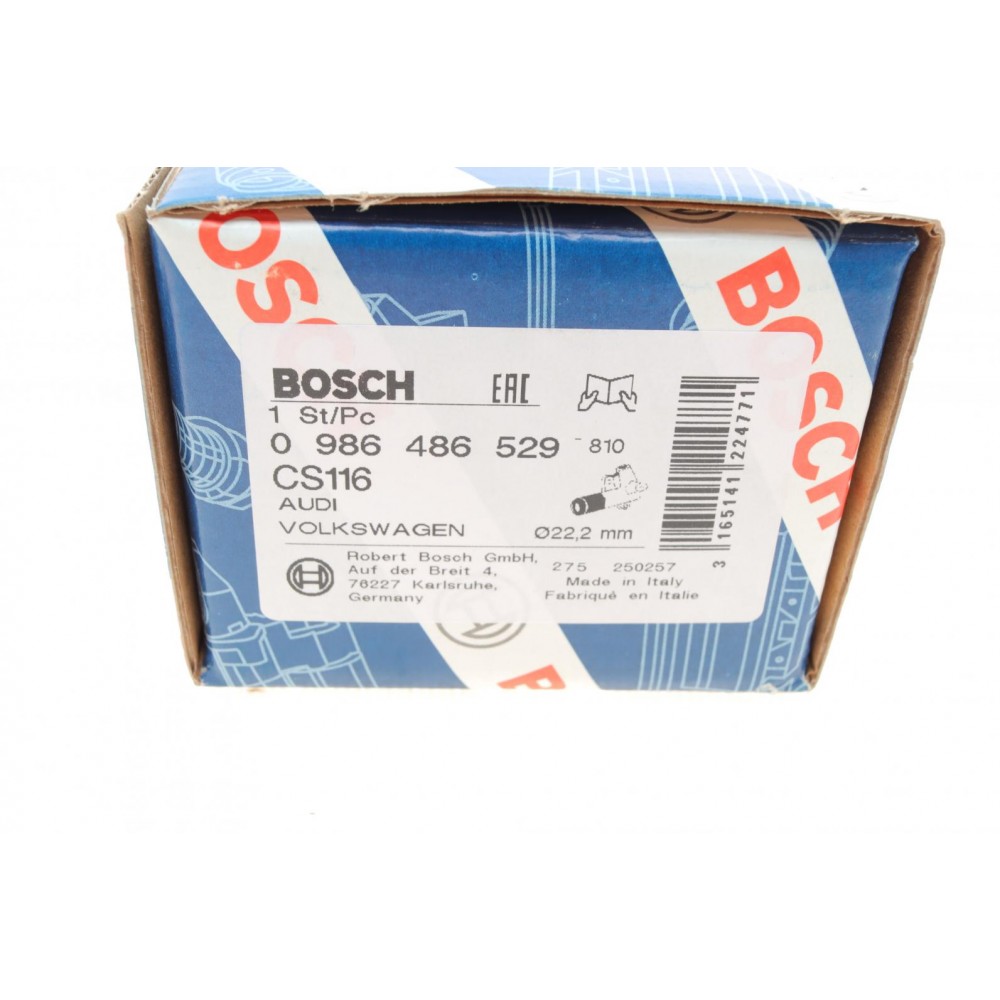 BOSCH
BOSCH
BOSCH EAC
1 St/Pc
0 986 486 529 - 810
CS116
AUDI
VOLKSWAGEN Ø22,2 mm
3 165141 224771
Robert Bosch GmbH,
Auf der Breit 4,
76227 Karlsruhe,
Germany
275 250257
Made in Italy
Fabriqué en Italie